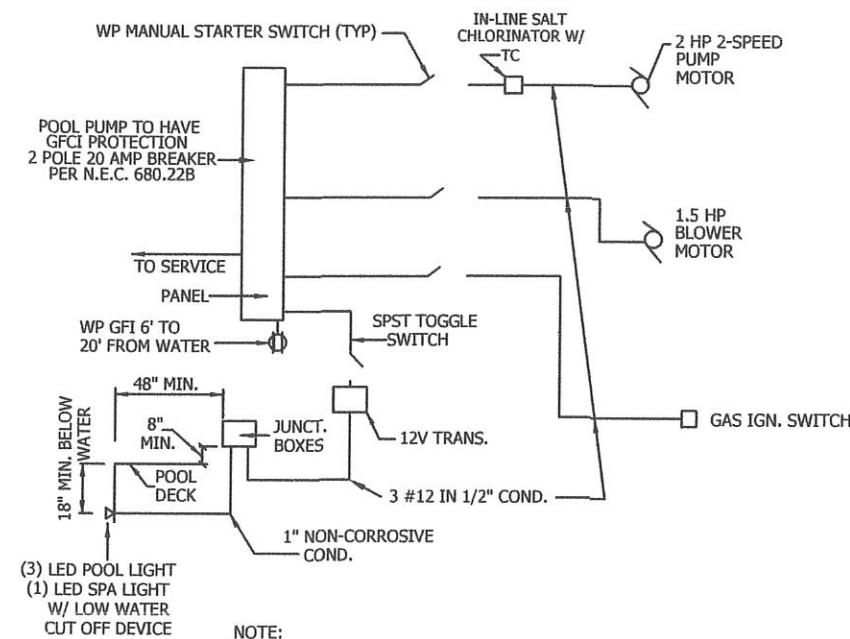 WP MANUAL STARTER SWITCH (TYP)
IN-LINE SALT
CHLORINATOR W/
TC
2 HP 2-SPEED
PUMP
MOTOR
POOL PUMP TO HAVE
GFCI PROTECTION
2 POLE 20 AMP BREAKER
PER N.E.C. 680.22B
1.5 HP
BLOWER
MOTOR
TO SERVICE
PANEL
WP GFI 6' TO
20' FROM WATER
SPST TOGGLE
SWITCH
48" MIN.
8"
MIN.
JUNCT.
BOXES
12V TRANS.
GAS IGN. SWITCH
18" MIN. BELOW
WATER
POOL
DECK
3 #12 IN 1/2" COND.
1" NON-CORROSIVE
COND.
(3) LED POOL LIGHT
(1) LED SPA LIGHT
W/ LOW WATER
CUT OFF DEVICE
NOTE: